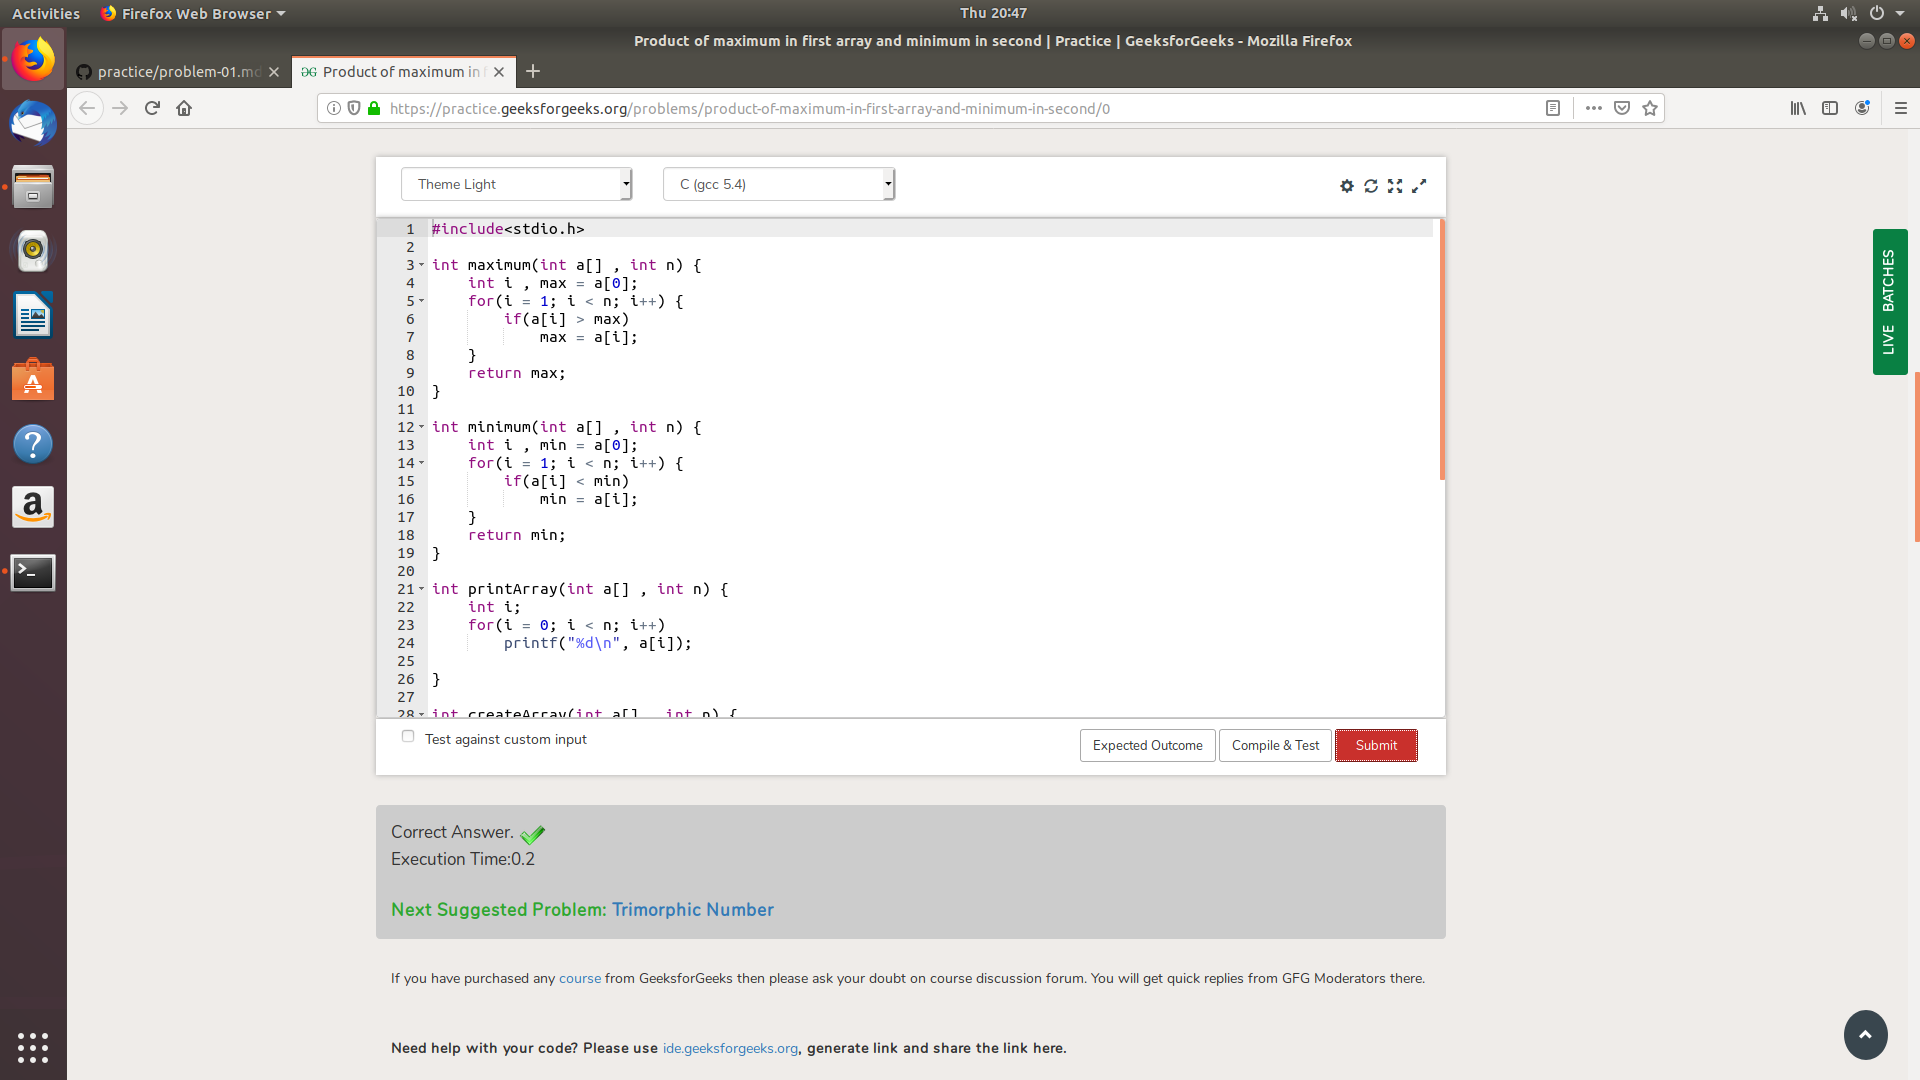 Activities Firefox Web Browser Thu 20:47
Product of maximum in first array and minimum in second | Practice | GeeksforGeeks - Mozilla Firefox
practice/problem-01.md Product of maximum in f
https://practice.geeksforgeeks.org/problems/product-of-maximum-in-first-array-and-minimum-in-second/0
Theme Light C (gcc 5.4)
1 #include<stdio.h>
2
3 int maximum(int a[] , int n) {
4     int i , max = a[0];
5     for(i = 1; i < n; i++) {
6         if(a[i] > max)
7             max = a[i];
8     }
9     return max;
10 }
11
12 int minimum(int a[] , int n) {
13     int i , min = a[0];
14     for(i = 1; i < n; i++) {
15         if(a[i] < min)
16             min = a[i];
17     }
18     return min;
19 }
20
21 int printArray(int a[] , int n) {
22     int i;
23     for(i = 0; i < n; i++)
24         printf("%d\n", a[i]);
25
26 }
27
28 int createArray(int a[] , int n) {
LIVE BATCHES
Test against custom input Expected Outcome Compile & Test Submit
Correct Answer.
Execution Time:0.2
Next Suggested Problem: Trimorphic Number
If you have purchased any course from GeeksforGeeks then please ask your doubt on course discussion forum. You will get quick replies from GFG Moderators there.
Need help with your code? Please use ide.geeksforgeeks.org, generate link and share the link here.